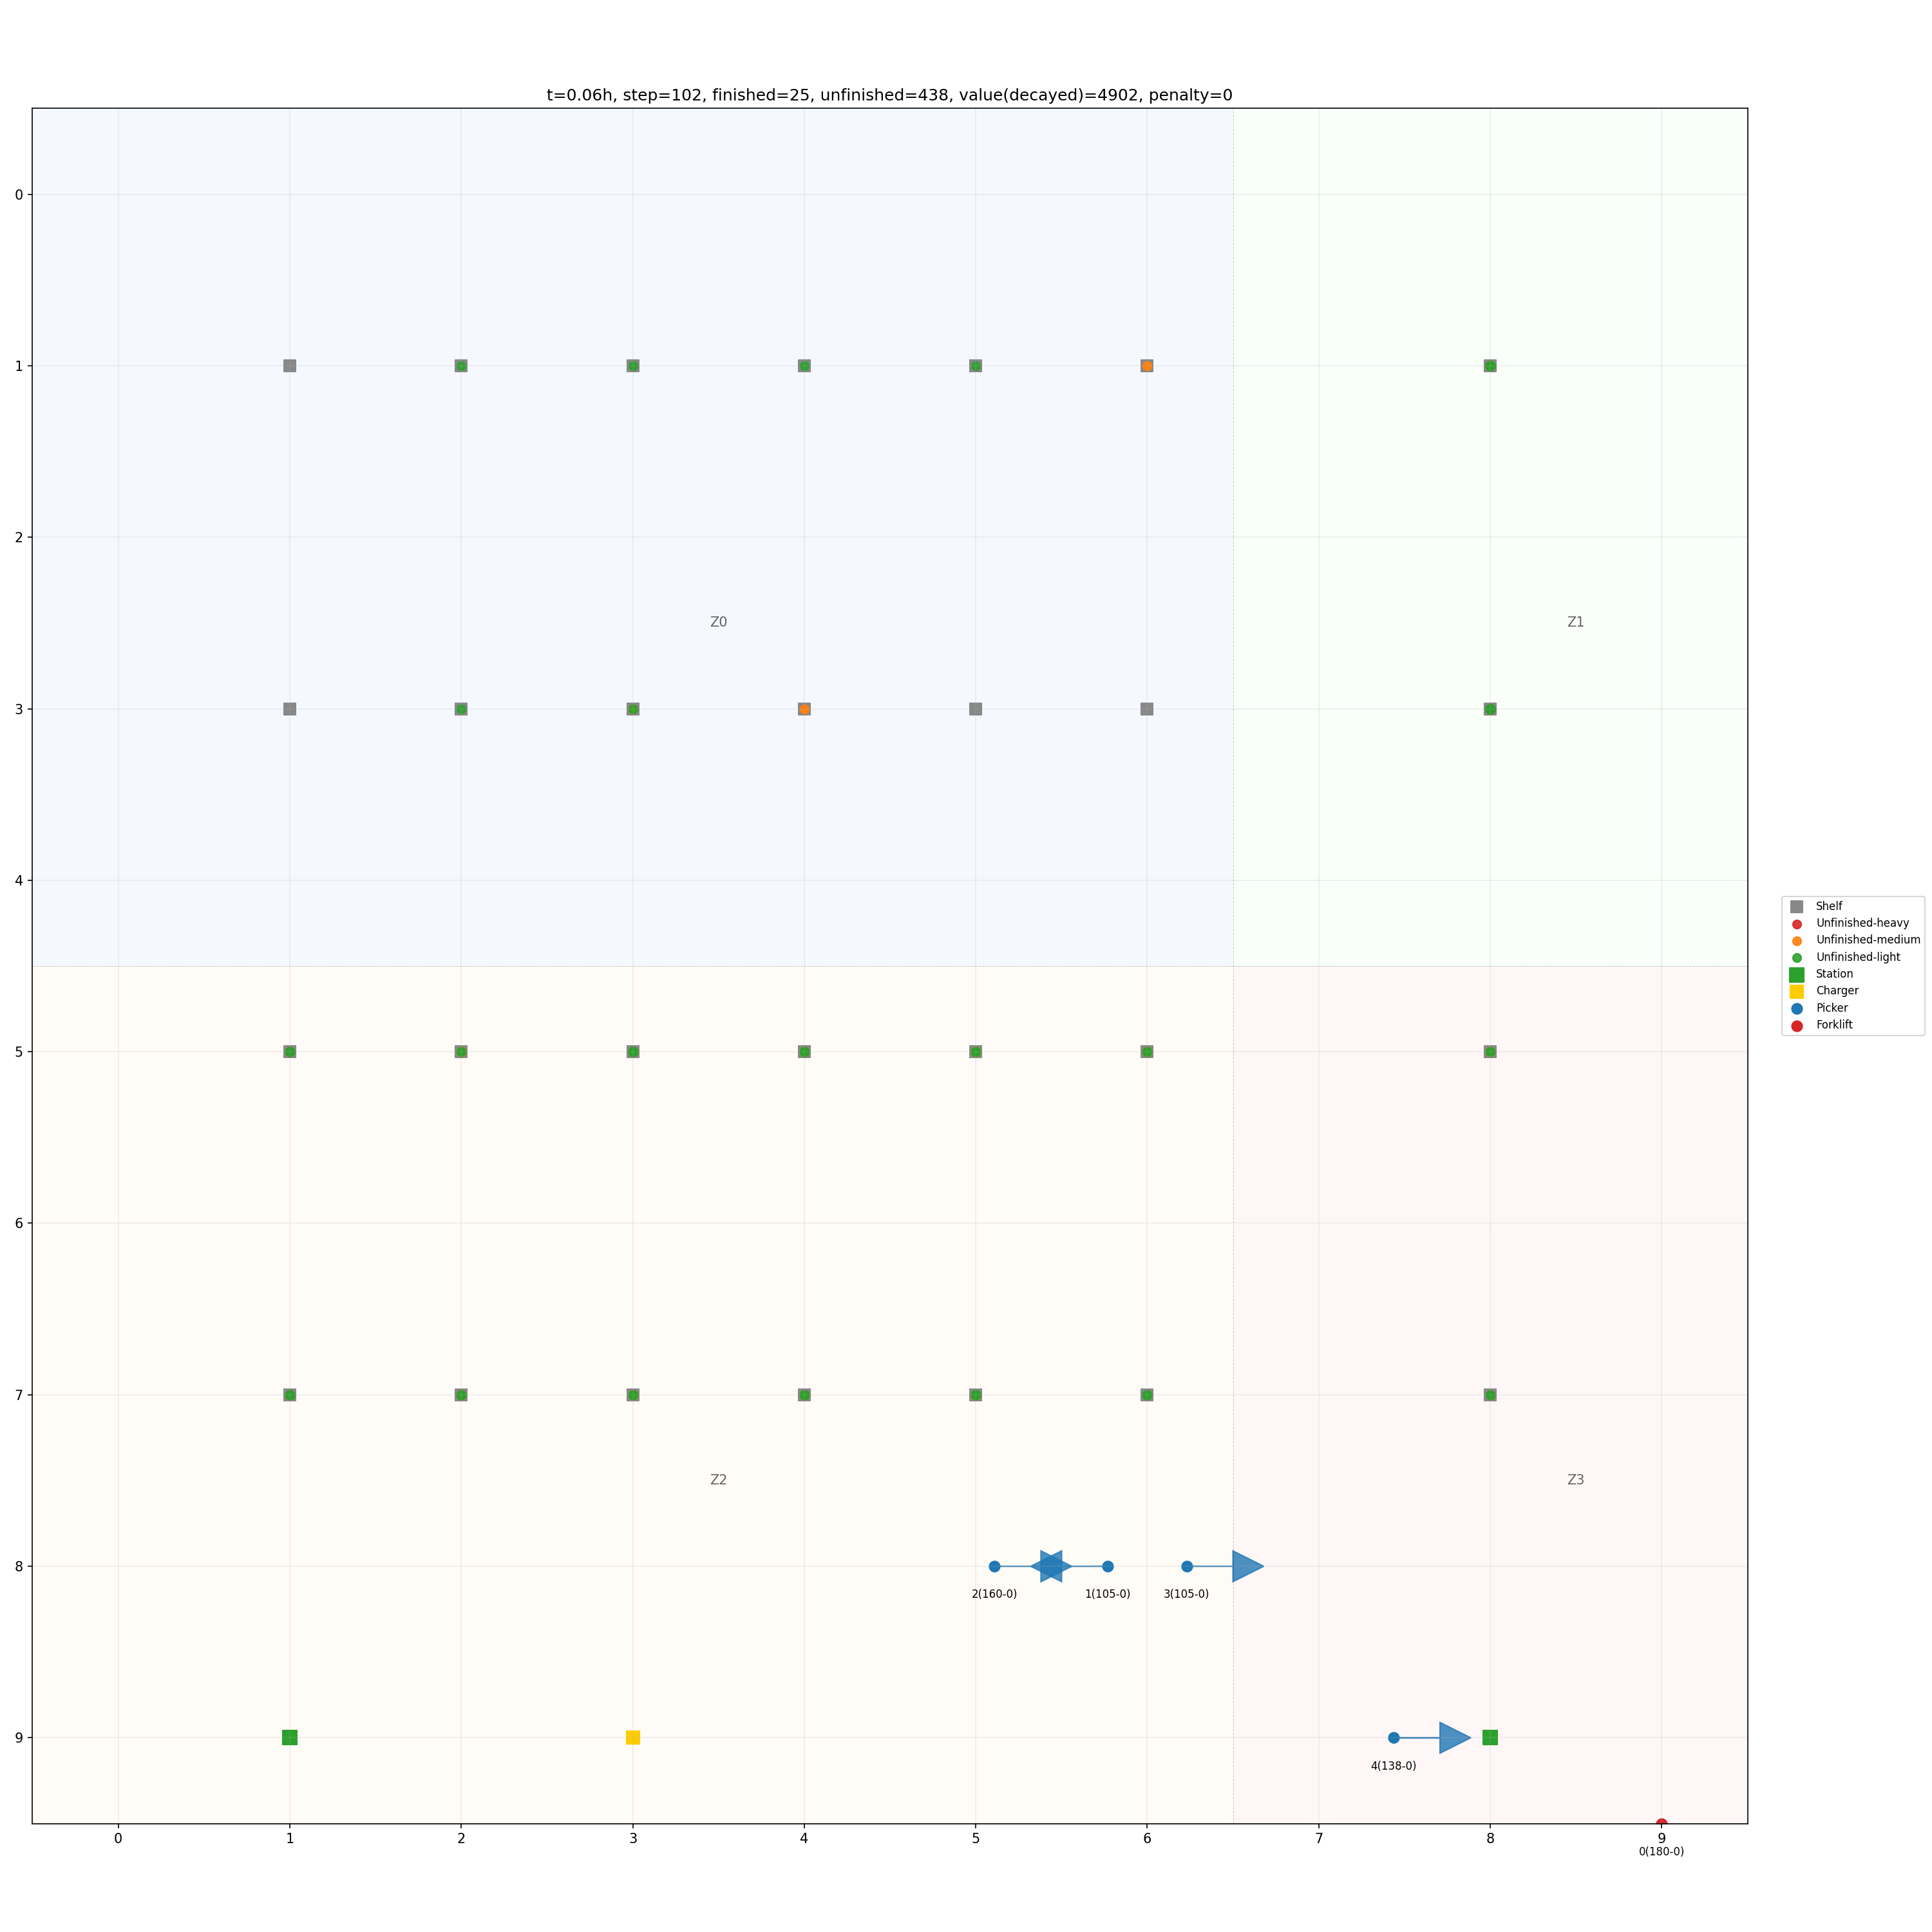 t=0.06h, step=102, finished=25, unfinished=438, value(decayed)=4902, penalty=0
0
1
2
Z0
Z1
3
4
Shelf
Unfinished-heavy
Unfinished-medium
Unfinished-light
Station
Charger
Picker
Forklift
5
6
7
Z2
Z3
8
2(160-0)
1(105-0)
3(105-0)
9
4(138-0)
0
1
2
3
4
5
6
7
8
9
0(180-0)